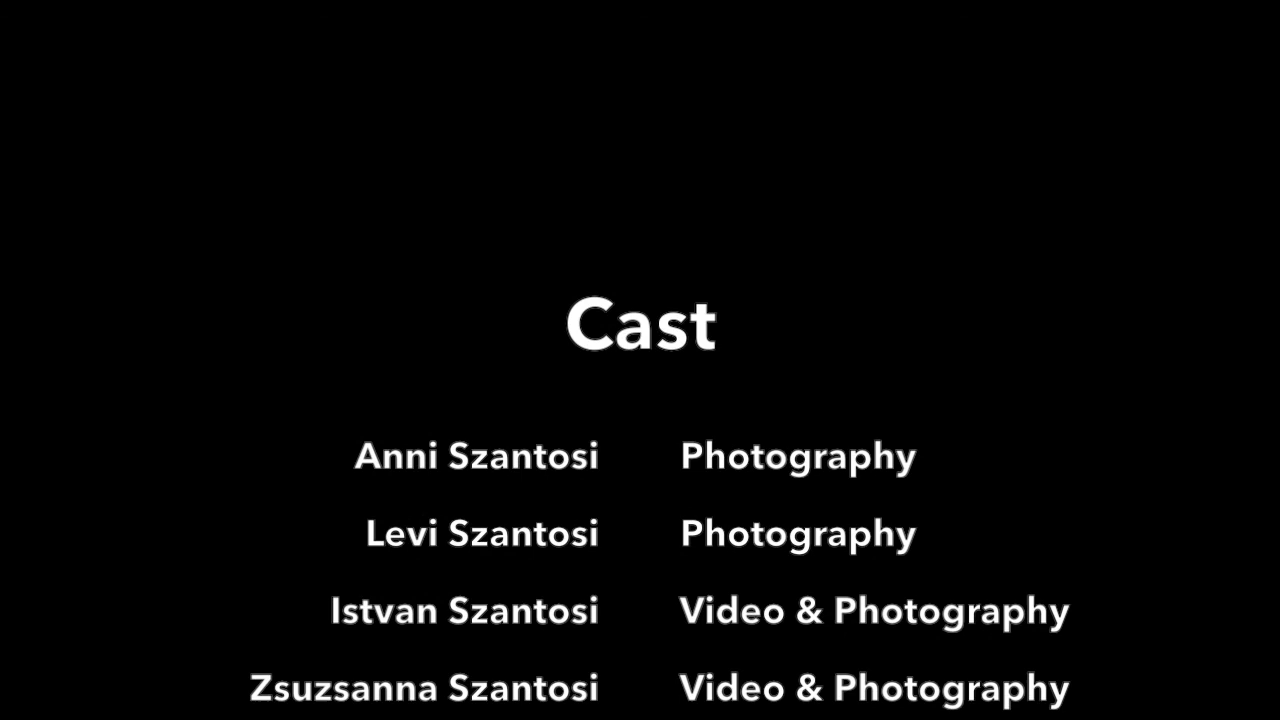 Cast
Anni Szantosi Photography
Levi Szantosi Photography
Istvan Szantosi Video & Photography
Zsuzsanna Szantosi Video & Photography